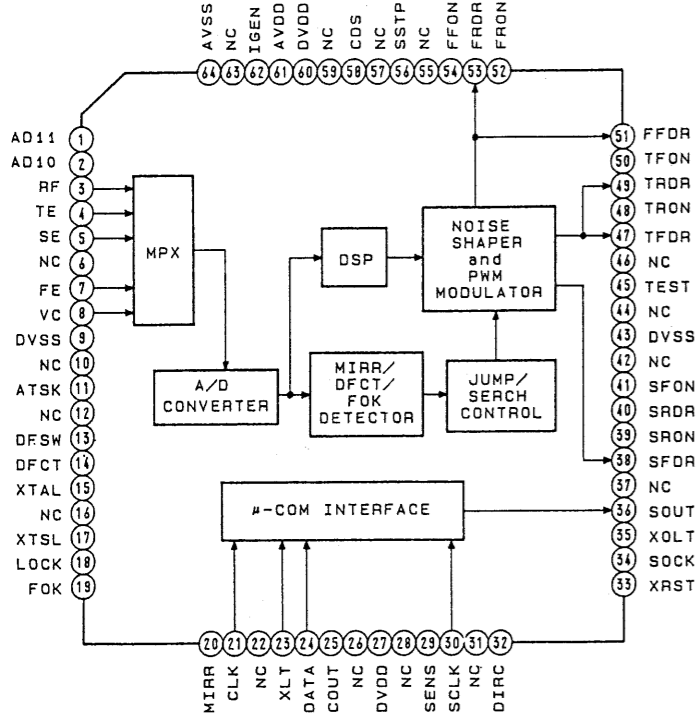 AVSS
NC
IGEN
AVDD
DVDD
NC
CDS
NC
SSTP
NC
FFON
FRDR
FRON
64
63
62
61
60
59
58
57
56
55
54
53
52
AD11 1
AD10 2
RF 3
TE 4
SE 5
NC 6
FE 7
VC 8
DVSS 9
NC 10
ATSK 11
NC 12
DFSW 13
DFCT 14
XTAL 15
NC 16
XTSL 17
LOCK 18
FOK 19
MPX
A/D
CONVERTER
DSP
MIRR/
DFCT/
FOK
DETECTOR
NOISE
SHAPER
and
PWM
MODULATOR
JUMP/
SERCH
CONTROL
μ-COM INTERFACE
51 FFDR
50 TFON
49 TRDR
48 TRON
47 TFDR
46 NC
45 TEST
44 NC
43 DVSS
42 NC
41 SFON
40 SRDR
39 SRON
38 SFDR
37 NC
36 SOUT
35 XOLT
34 SOCK
33 XRST
20
21
22
23
24
25
26
27
28
29
30
31
32
MIRR
CLK
NC
XLT
DATA
COUT
NC
DVDD
NC
SENS
SCLK
NC
DIRC